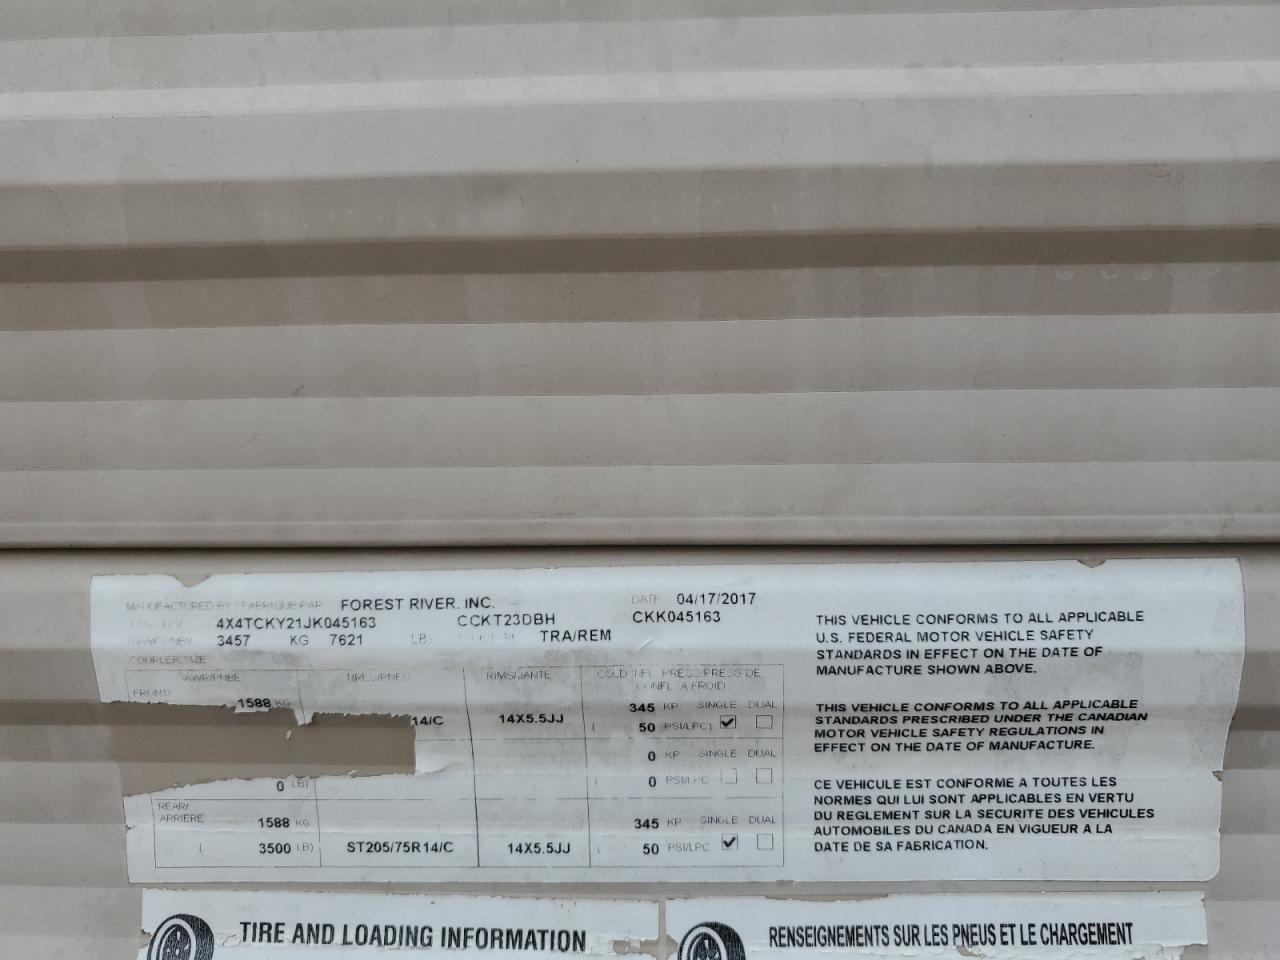 MANUFACTURED BY / FABRIQUE PAR FOREST RIVER, INC. DATE 04/17/2017
4X4TCKY21JK045163 CCKT23DBH CKK045163
3457 KG 7621 LB TRA/REM
COUPLER SIZE
RIMS/JANTE COLD INFL PRESS/PRESS DE
GONFL A FROID
FRONT/
1588 KG 345 KP SINGLE DUAL
14/C 14X5.5JJ ( 50 PSI/LPC)
0 KP SINGLE DUAL
0 LB) ( 0 PSI/LPC
REAR/
ARRIERE 1588 KG 345 KP SINGLE DUAL
( 3500 LB) ST205/75R14/C 14X5.5JJ ( 50 PSI/LPC
THIS VEHICLE CONFORMS TO ALL APPLICABLE
U.S. FEDERAL MOTOR VEHICLE SAFETY
STANDARDS IN EFFECT ON THE DATE OF
MANUFACTURE SHOWN ABOVE.
THIS VEHICLE CONFORMS TO ALL APPLICABLE
STANDARDS PRESCRIBED UNDER THE CANADIAN
MOTOR VEHICLE SAFETY REGULATIONS IN
EFFECT ON THE DATE OF MANUFACTURE.
CE VEHICULE EST CONFORME A TOUTES LES
NORMES QUI LUI SONT APPLICABLES EN VERTU
DU REGLEMENT SUR LA SECURITE DES VEHICULES
AUTOMOBILES DU CANADA EN VIGUEUR A LA
DATE DE SA FABRICATION.
TIRE AND LOADING INFORMATION
RENSEIGNEMENTS SUR LES PNEUS ET LE CHARGEMENT